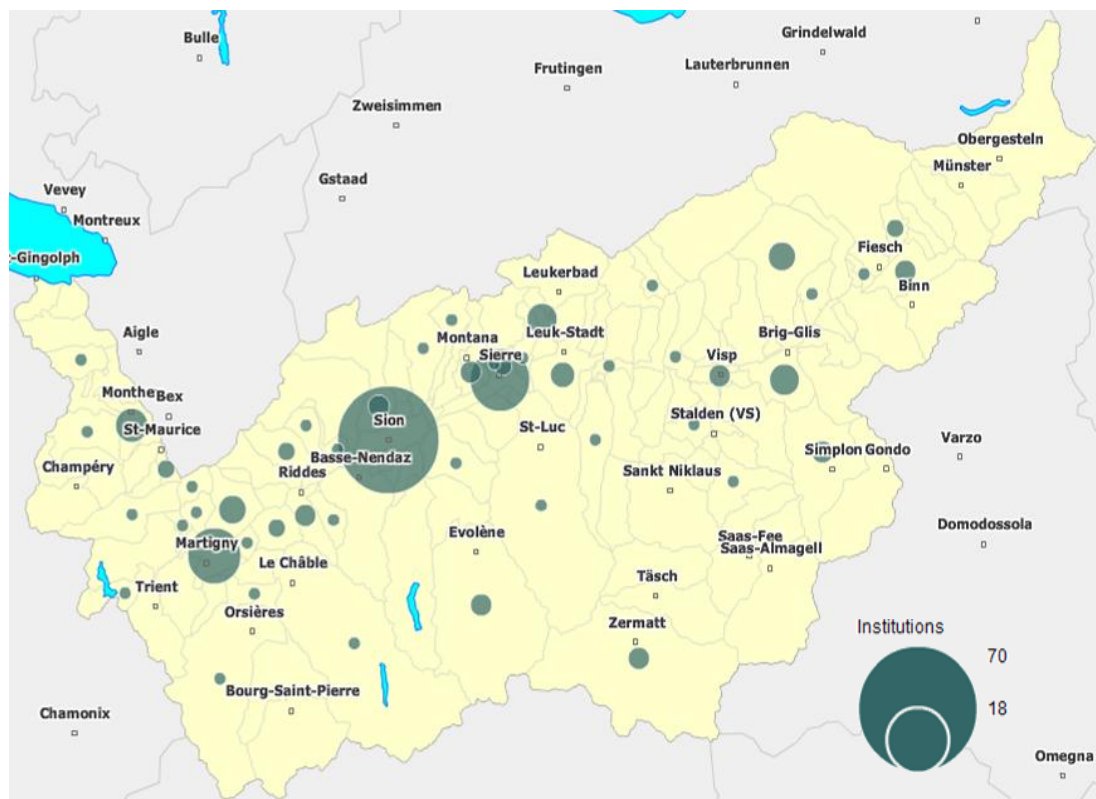 Bulle
Grindelwald
Frutingen
Lauterbrunnen
Zweisimmen
Obergesteln
Münster
Gstaad
Vevey
Montreux
t-Gingolph
Fiesch
Leukerbad
Binn
Aigle
Montana
Sierre
Leuk-Stadt
Brig-Glis
Visp
Monthe
Bex
St-Maurice
Sion
St-Luc
Stalden (VS)
Varzo
Champéry
Riddes
Basse-Nendaz
Sankt Niklaus
Simplon
Gondo
Evolène
Saas-Fee
Saas-Almagell
Domodossola
Martigny
Le Châble
Trient
Täsch
Orsières
Zermatt
Institutions
70
18
Bourg-Saint-Pierre
Chamonix
Omegna